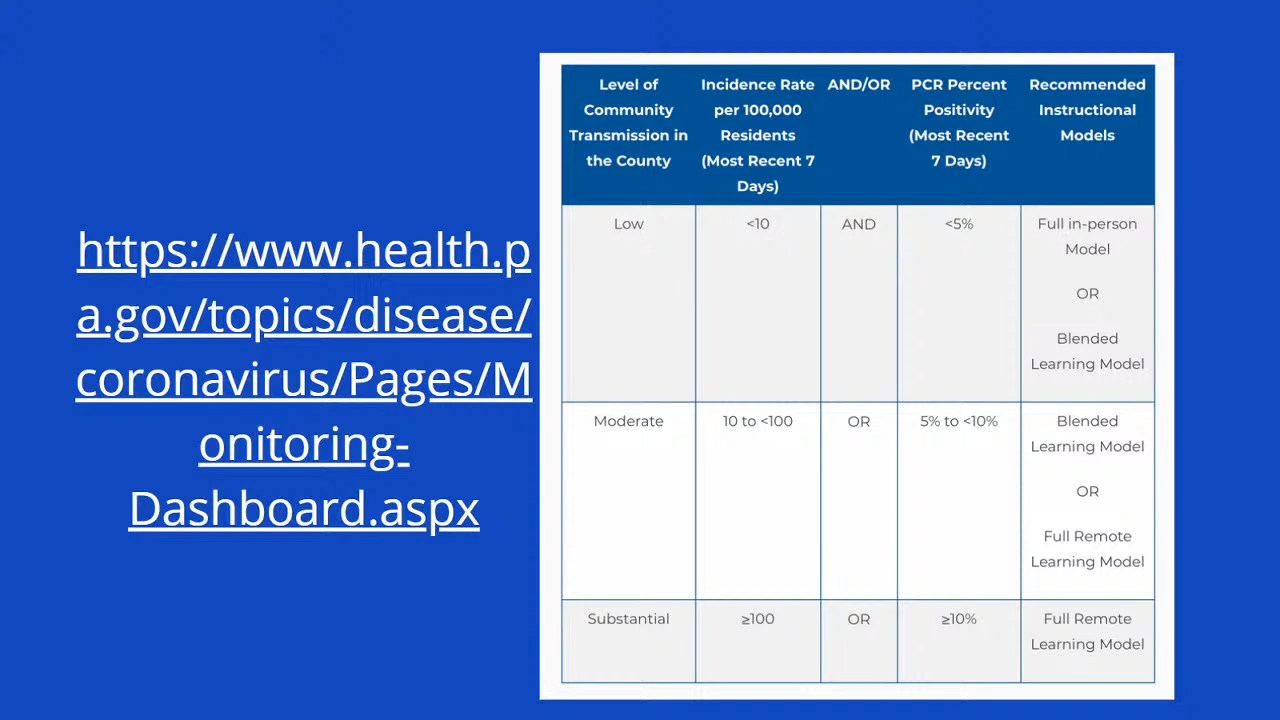 https://www.health.p
a.gov/topics/disease/
coronavirus/Pages/M
onitoring-
Dashboard.aspx
Level of
Community
Transmission in
the County
Incidence Rate
per 100,000
Residents
(Most Recent 7
Days)
AND/OR
PCR Percent
Positivity
(Most Recent
7 Days)
Recommended
Instructional
Models
Low
<10
AND
<5%
Full in-person
Model
OR
Blended
Learning Model
Moderate
10 to <100
OR
5% to <10%
Blended
Learning Model
OR
Full Remote
Learning Model
Substantial
≥100
OR
≥10%
Full Remote
Learning Model